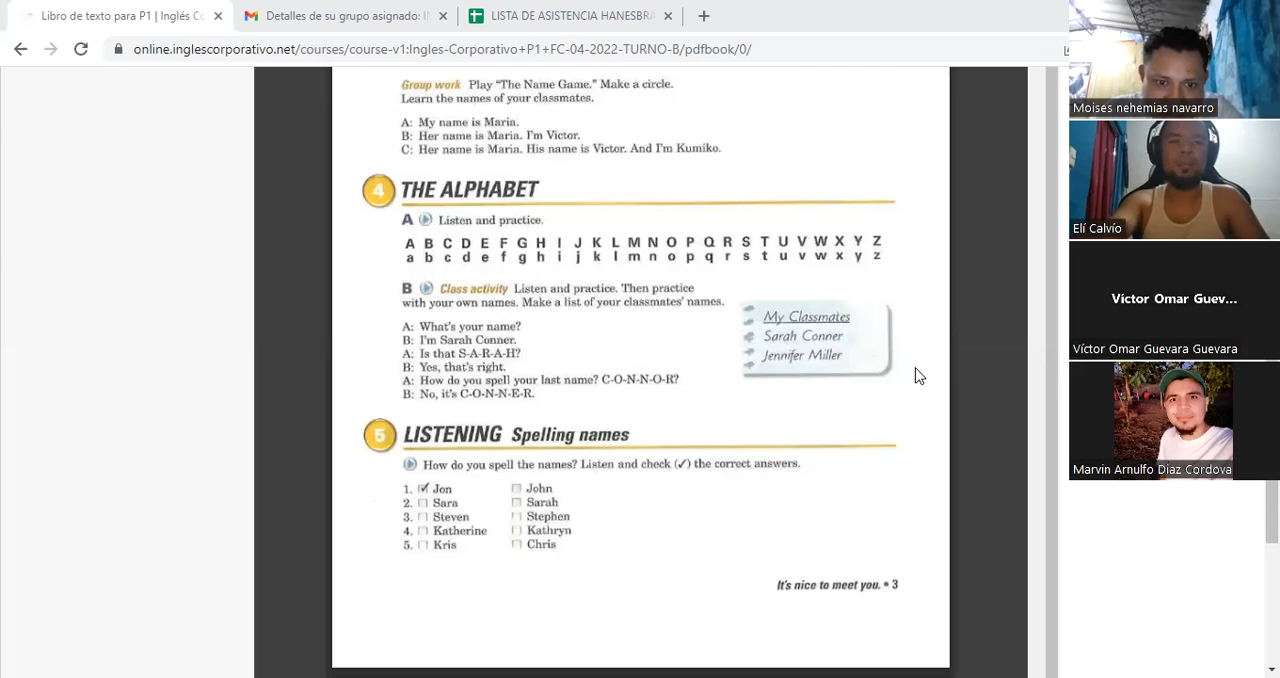 Libro de texto para P1 | Inglés Co
Detalles de su grupo asignado: I
LISTA DE ASISTENCIA HANESBRA
online.inglescorporativo.net/courses/course-v1:Ingles-Corporativo+P1+FC-04-2022-TURNO-B/pdfbook/0/
Group work Play "The Name Game." Make a circle.
Learn the names of your classmates.
A: My name is Maria.
B: Her name is Maria. I'm Victor.
C: Her name is Maria. His name is Victor. And I'm Kumiko.
4 THE ALPHABET
A Listen and practice.
A B C D E F G H I J K L M N O P Q R S T U V W X Y Z
a b c d e f g h i j k l m n o p q r s t u v w x y z
B Class activity Listen and practice. Then practice
with your own names. Make a list of your classmates' names.
A: What's your name?
B: I'm Sarah Conner.
A: Is that S-A-R-A-H?
B: Yes, that's right.
A: How do you spell your last name? C-O-N-N-O-R?
B: No, it's C-O-N-N-E-R.
My Classmates
Sarah Conner
Jennifer Miller
5 LISTENING Spelling names
How do you spell the names? Listen and check (✓) the correct answers.
1. ✓ Jon John
2. Sara Sarah
3. Steven Stephen
4. Katherine Kathryn
5. Kris Chris
It's nice to meet you. • 3
Moises nehemias navarro
Elí Calvío
Víctor Omar Guev...
Víctor Omar Guevara Guevara
Marvin Arnulfo Diaz Cordova